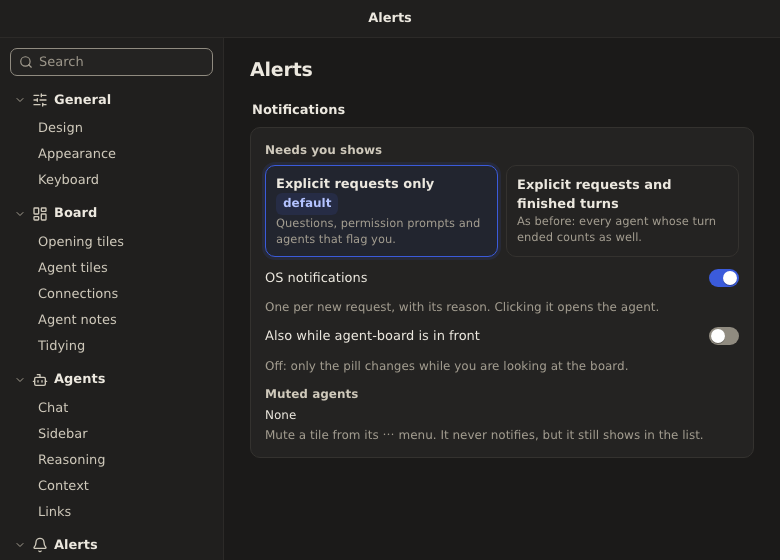 Alerts
Search
General
Design
Appearance
Keyboard
Board
Opening tiles
Agent tiles
Connections
Agent notes
Tidying
Agents
Chat
Sidebar
Reasoning
Context
Links
Alerts
Alerts
Notifications
Needs you shows
Explicit requests only
default
Questions, permission prompts and
agents that flag you.
Explicit requests and
finished turns
As before: every agent whose turn
ended counts as well.
OS notifications
One per new request, with its reason. Clicking it opens the agent.
Also while agent-board is in front
Off: only the pill changes while you are looking at the board.
Muted agents
None
Mute a tile from its ··· menu. It never notifies, but it still shows in the list.